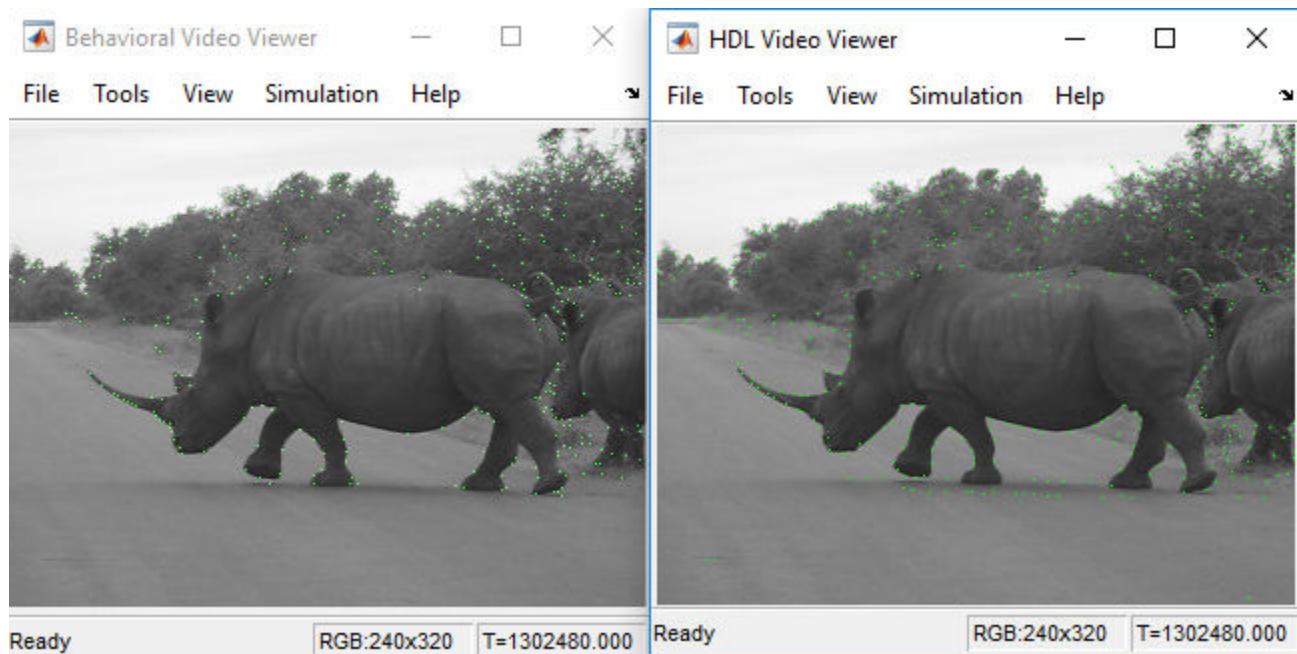 Behavioral Video Viewer
File Tools View Simulation Help
Ready RGB:240x320 T=1302480.000
HDL Video Viewer
File Tools View Simulation Help
Ready RGB:240x320 T=1302480.000